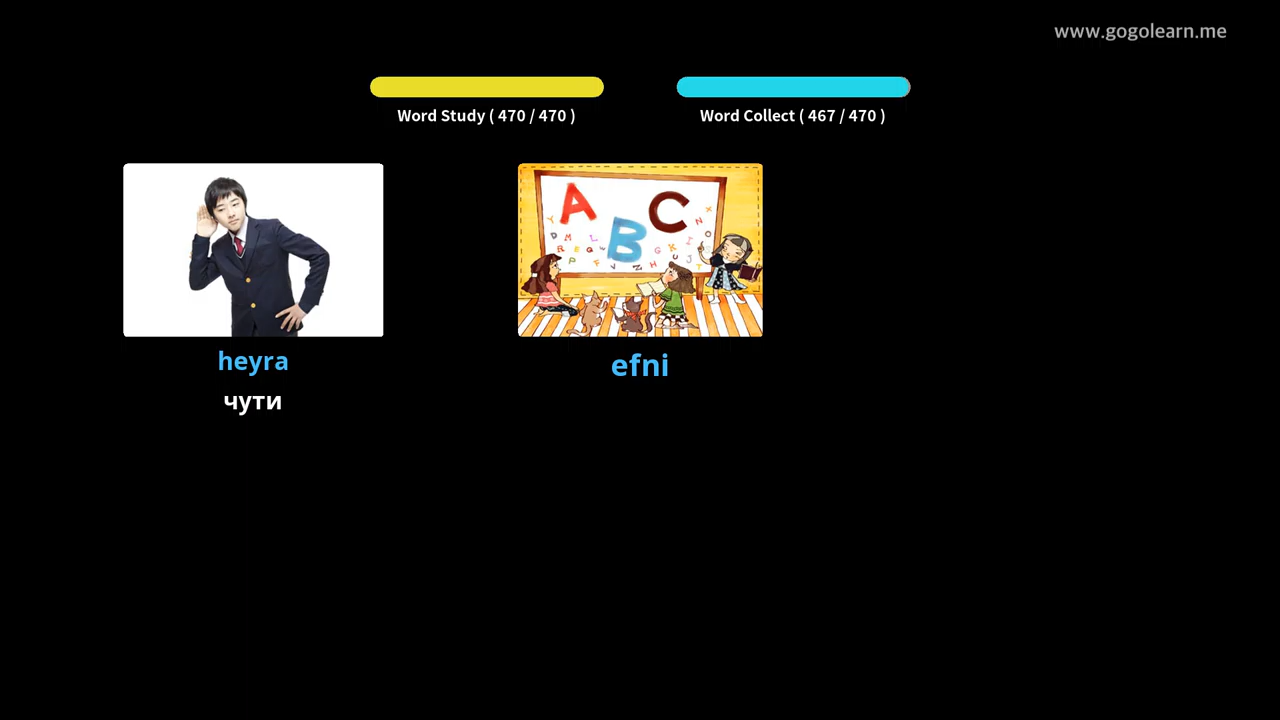 www.gogolearn.me
Word Study ( 470 / 470 )
Word Collect ( 467 / 470 )
A
B
C
heyra
efni
чути